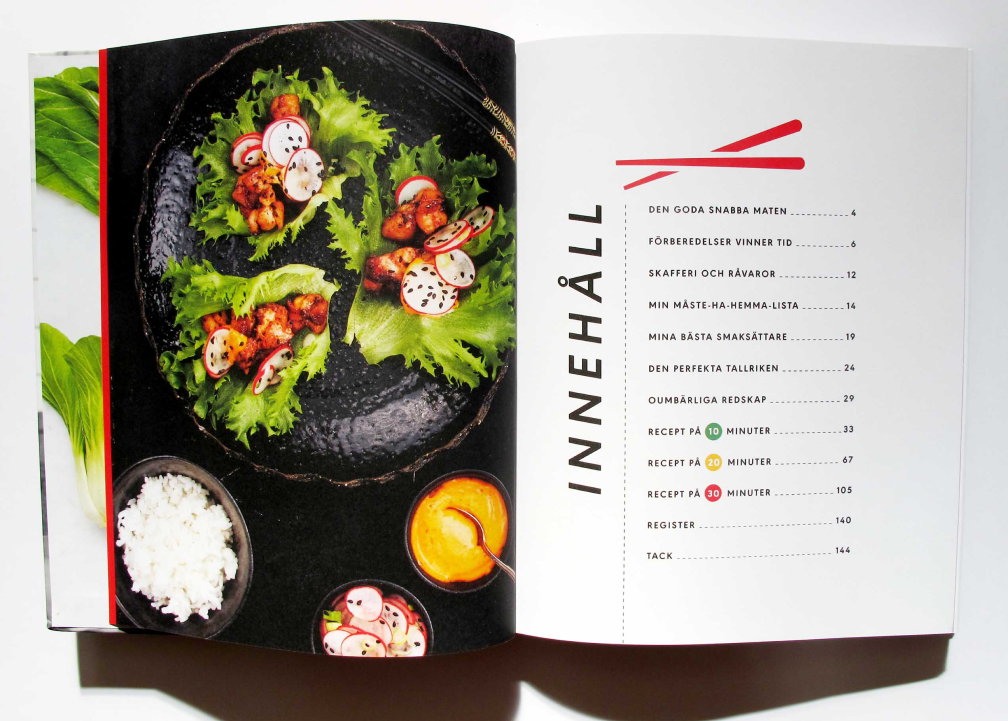 INNEHÅLL
DEN GODA SNABBA MATEN 4
FÖRBEREDELSER VINNER TID 6
SKAFFERI OCH RÅVAROR 12
MIN MÅSTE-HA-HEMMA-LISTA 14
MINA BÄSTA SMAKSÄTTARE 19
DEN PERFEKTA TALLRIKEN 24
OUMBÄRLIGA REDSKAP 29
RECEPT PÅ 10 MINUTER 33
RECEPT PÅ 20 MINUTER 67
RECEPT PÅ 30 MINUTER 105
REGISTER 140
TACK 144